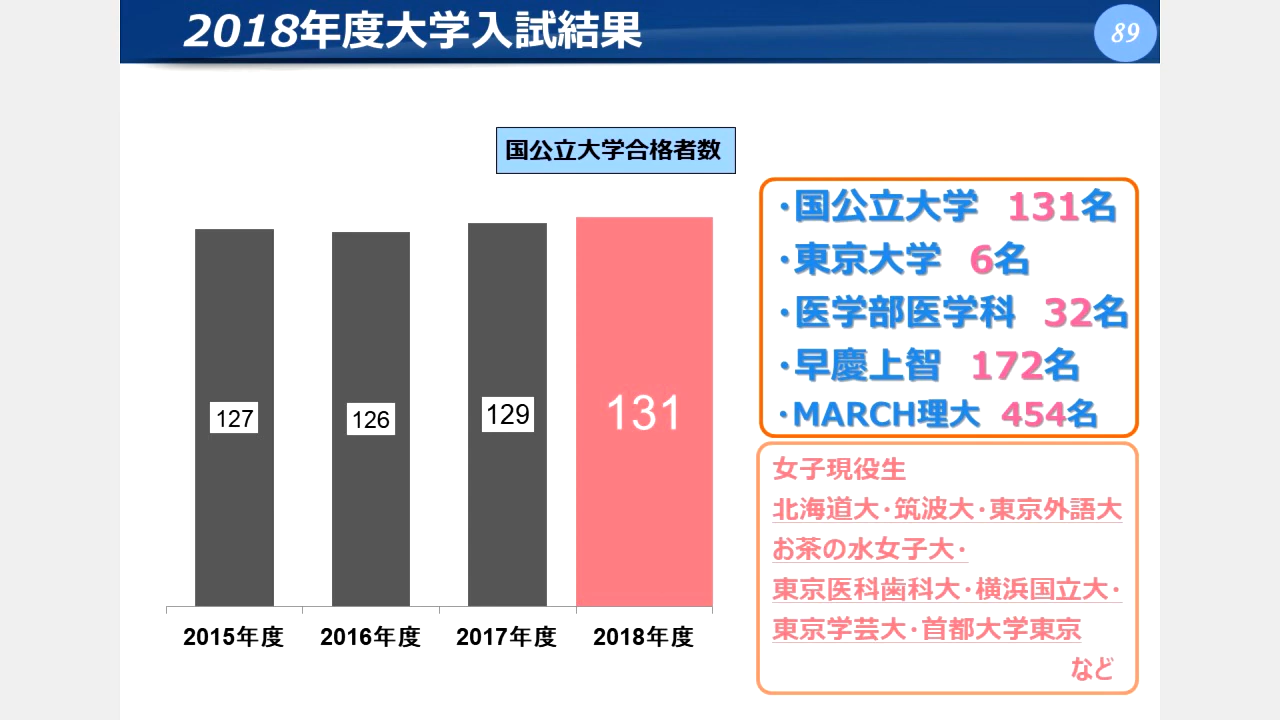 2018年度大学入試結果
89
国公立大学合格者数
127
126
129
131
2015年度
2016年度
2017年度
2018年度
・国公立大学 131名
・東京大学 6名
・医学部医学科 32名
・早慶上智 172名
・MARCH理大 454名
女子現役生
北海道大・筑波大・東京外語大
お茶の水女子大・
東京医科歯科大・横浜国立大・
東京学芸大・首都大学東京
など